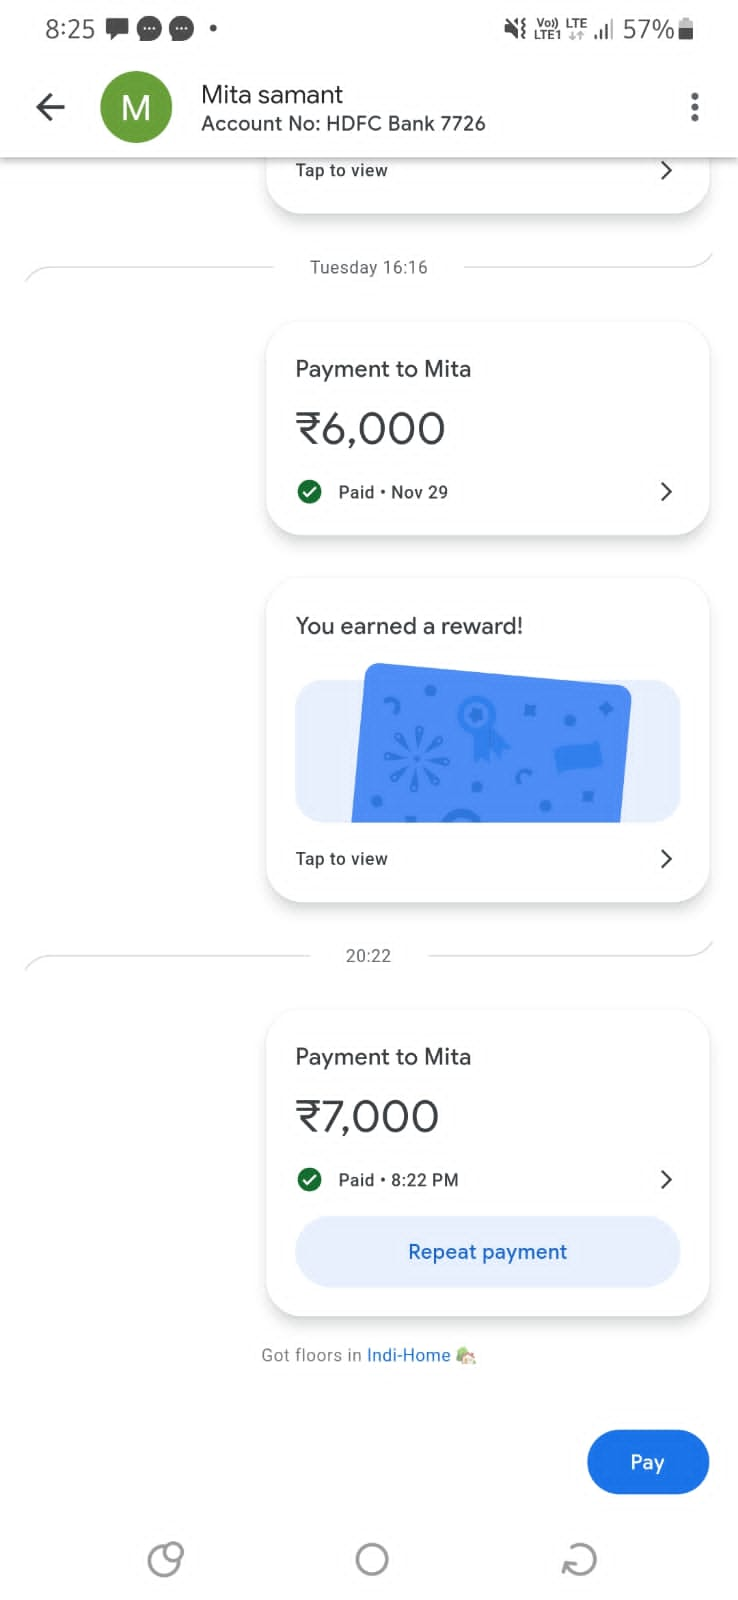 8:25
Vo)) LTE
LTE1
57%
M
Mita samant
Account No: HDFC Bank 7726
Tap to view
Tuesday 16:16
Payment to Mita
₹6,000
Paid • Nov 29
You earned a reward!
Tap to view
20:22
Payment to Mita
₹7,000
Paid • 8:22 PM
Repeat payment
Got floors in Indi-Home
Pay